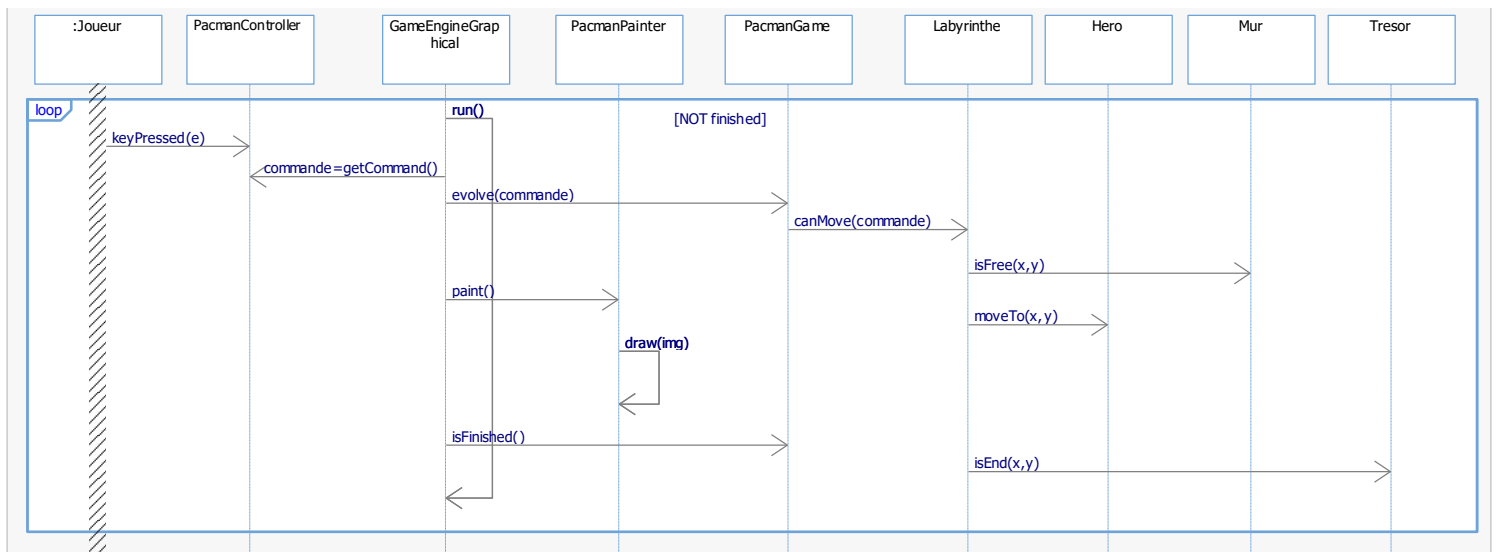 :Joueur
PacmanController
GameEngineGrap
hical
PacmanPainter
PacmanGame
Labyrinthe
Hero
Mur
Tresor
loop
run()
[NOT finished]
keyPressed(e)
commande=getCommand()
evolve(commande)
canMove(commande)
isFree(x,y)
paint()
moveTo(x,y)
draw(img)
isFinished()
isEnd(x,y)